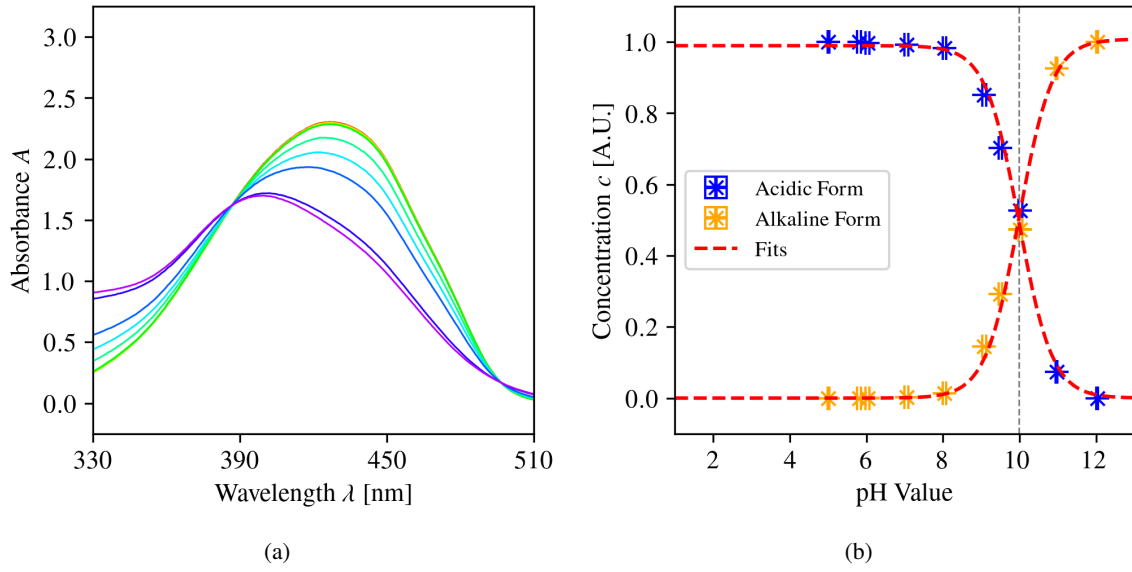 3.0
2.5
2.0
1.5
1.0
0.5
0.0
Absorbance A
330 390 450 510
Wavelength λ [nm]
(a)
1.0
0.8
0.6
0.4
0.2
0.0
Concentration c [A.U.]
Acidic Form
Alkaline Form
Fits
2 4 6 8 10 12
pH Value
(b)